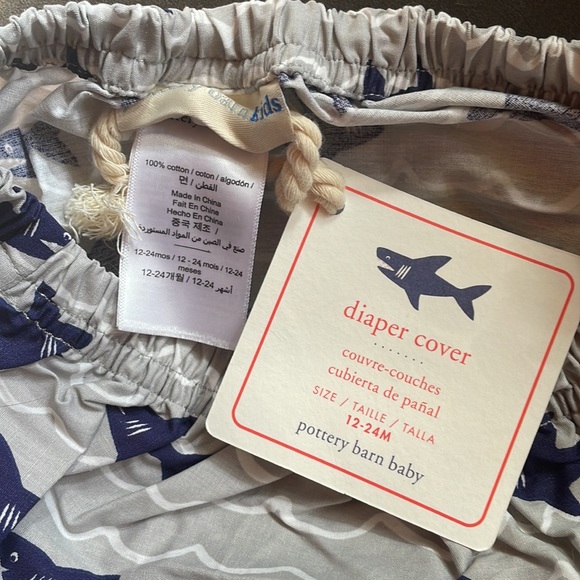 kids
100% cotton / coton / algodón /
면 / القطن /
Made In China
Fait En Chine
Hecho En China
중국 제조 /
صنع في الصين من المواد المستوردة
12-24mos / 12 - 24 mois / 12-24
meses
12-24개월 / 12-24 أشهر
diaper cover
couvre-couches
cubierta de pañal
SIZE / TAILLE / TALLA
12-24M
pottery barn baby